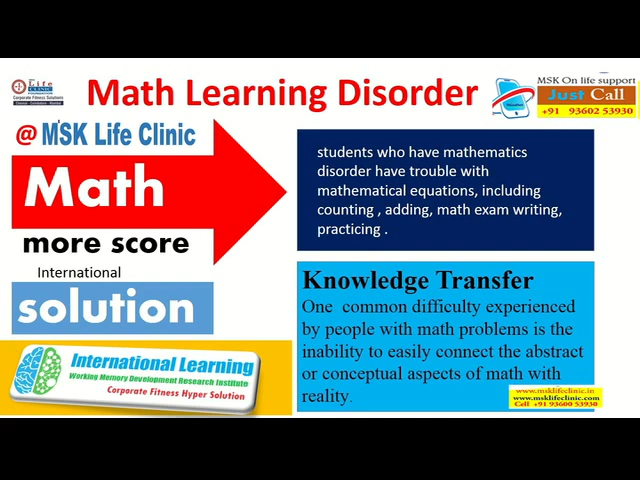 Life
CLINIC
Corporate Fitness Solutions
Math Learning Disorder
MSK On life support
Just Call
+91 93602 53930
@ MSK Life Clinic
Math
more score
International
solution
students who have mathematics
disorder have trouble with
mathematical equations, including
counting , adding, math exam writing,
practicing .
Knowledge Transfer
One common difficulty experienced
by people with math problems is the
inability to easily connect the abstract
or conceptual aspects of math with
reality.
International Learning
Working Memory Development Research Institute
Corporate Fitness Hyper Solution
www.msklifeclinic.in
www.msklifeclinic.com
Call +91 93600 53930